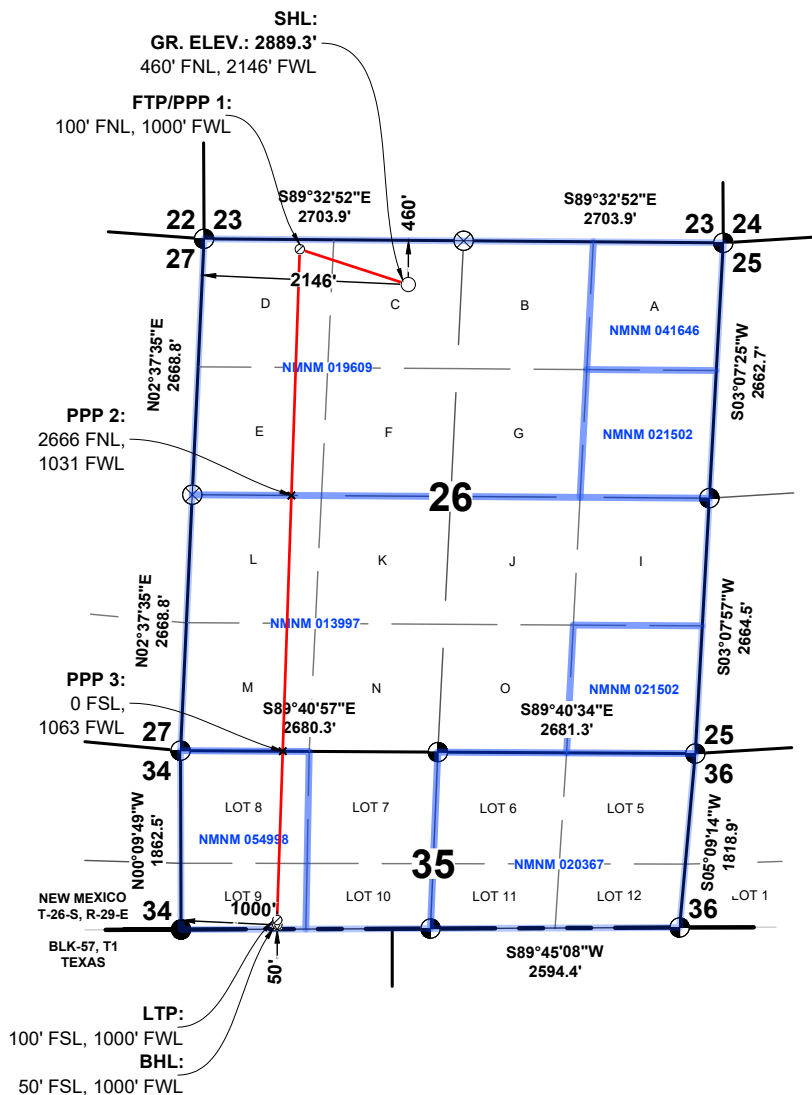 SHL:
GR. ELEV.: 2889.3'
460' FNL, 2146' FWL
FTP/PPP 1:
100' FNL, 1000' FWL
S89°32'52"E
2703.9'
460'
S89°32'52"E
2703.9'
22 23
27
23 24
25
2146'
D
C
B
A
NMNM 041646
N02°37'35"E
2668.8'
S03°07'25"W
2662.7'
NMNM 019609
PPP 2:
2666 FNL,
1031 FWL
E
F
G
NMNM 021502
26
L
K
J
I
N02°37'35"E
2668.8'
S03°07'57"W
2664.5'
NMNM 013997
PPP 3:
0 FSL,
1063 FWL
M
N
O
NMNM 021502
S89°40'57"E
2680.3'
S89°40'34"E
2681.3'
27
34
25
36
LOT 8
LOT 7
LOT 6
LOT 5
N00°09'49"W
1862.5'
S05°09'14"W
1818.9'
NMNM 054998
35
NMNM 020367
LOT 9
LOT 10
LOT 11
LOT 12
LOT 1
NEW MEXICO
T-26-S, R-29-E
34
1000'
36
BLK-57, T1
TEXAS
50'
S89°45'08"W
2594.4'
LTP:
100' FSL, 1000' FWL
BHL:
50' FSL, 1000' FWL